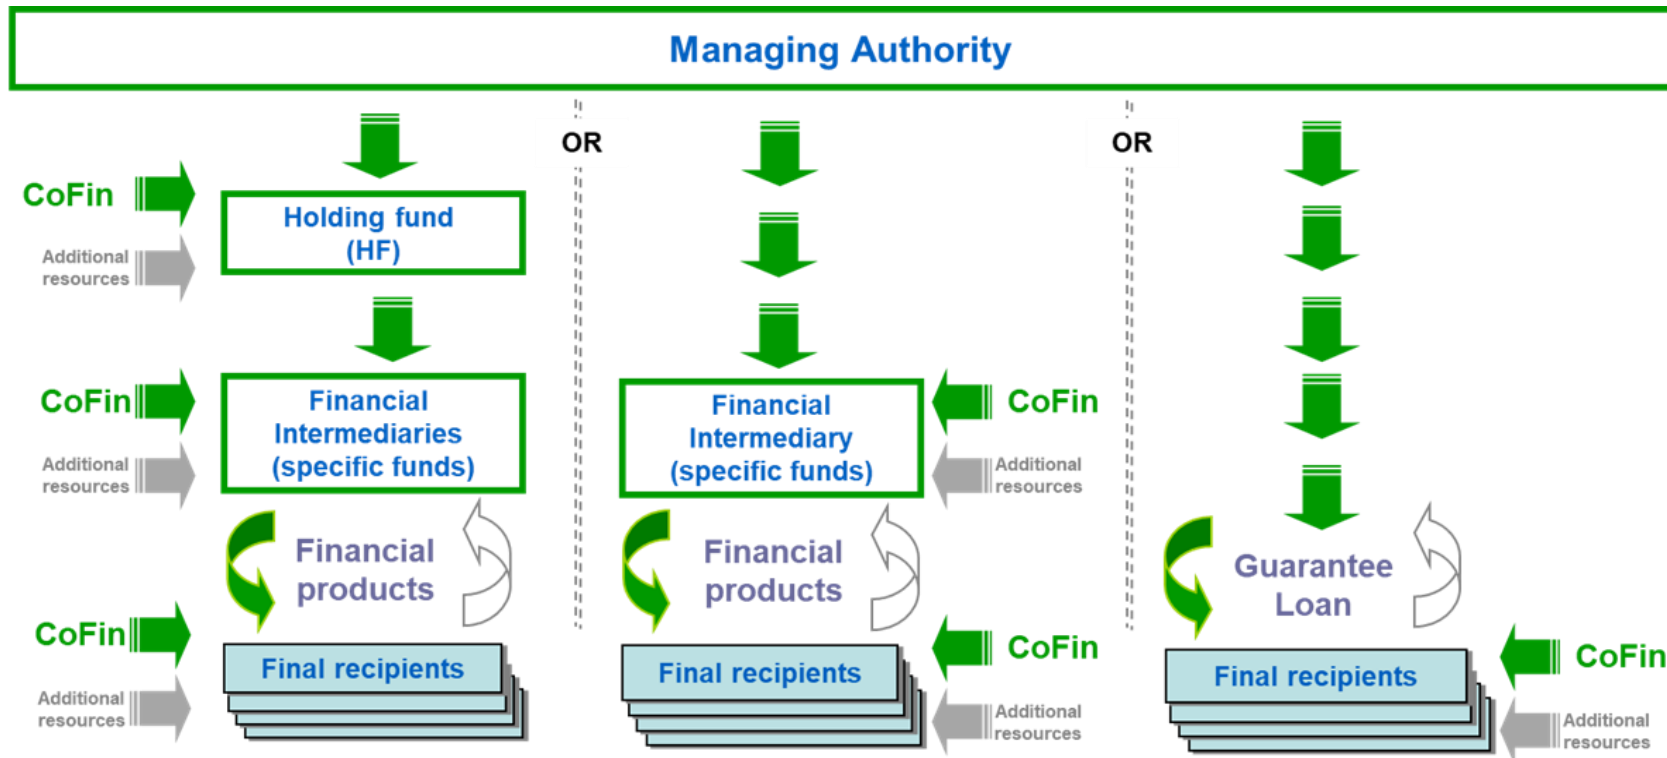 Managing Authority
OR
OR
CoFin
Additional
resources
Holding fund
(HF)
CoFin
Additional
resources
Financial
Intermediaries
(specific funds)
Financial
products
CoFin
Additional
resources
Final recipients
Financial
Intermediary
(specific funds)
CoFin
Additional
resources
Financial
products
Final recipients
CoFin
Additional
resources
Guarantee
Loan
Final recipients
CoFin
Additional
resources